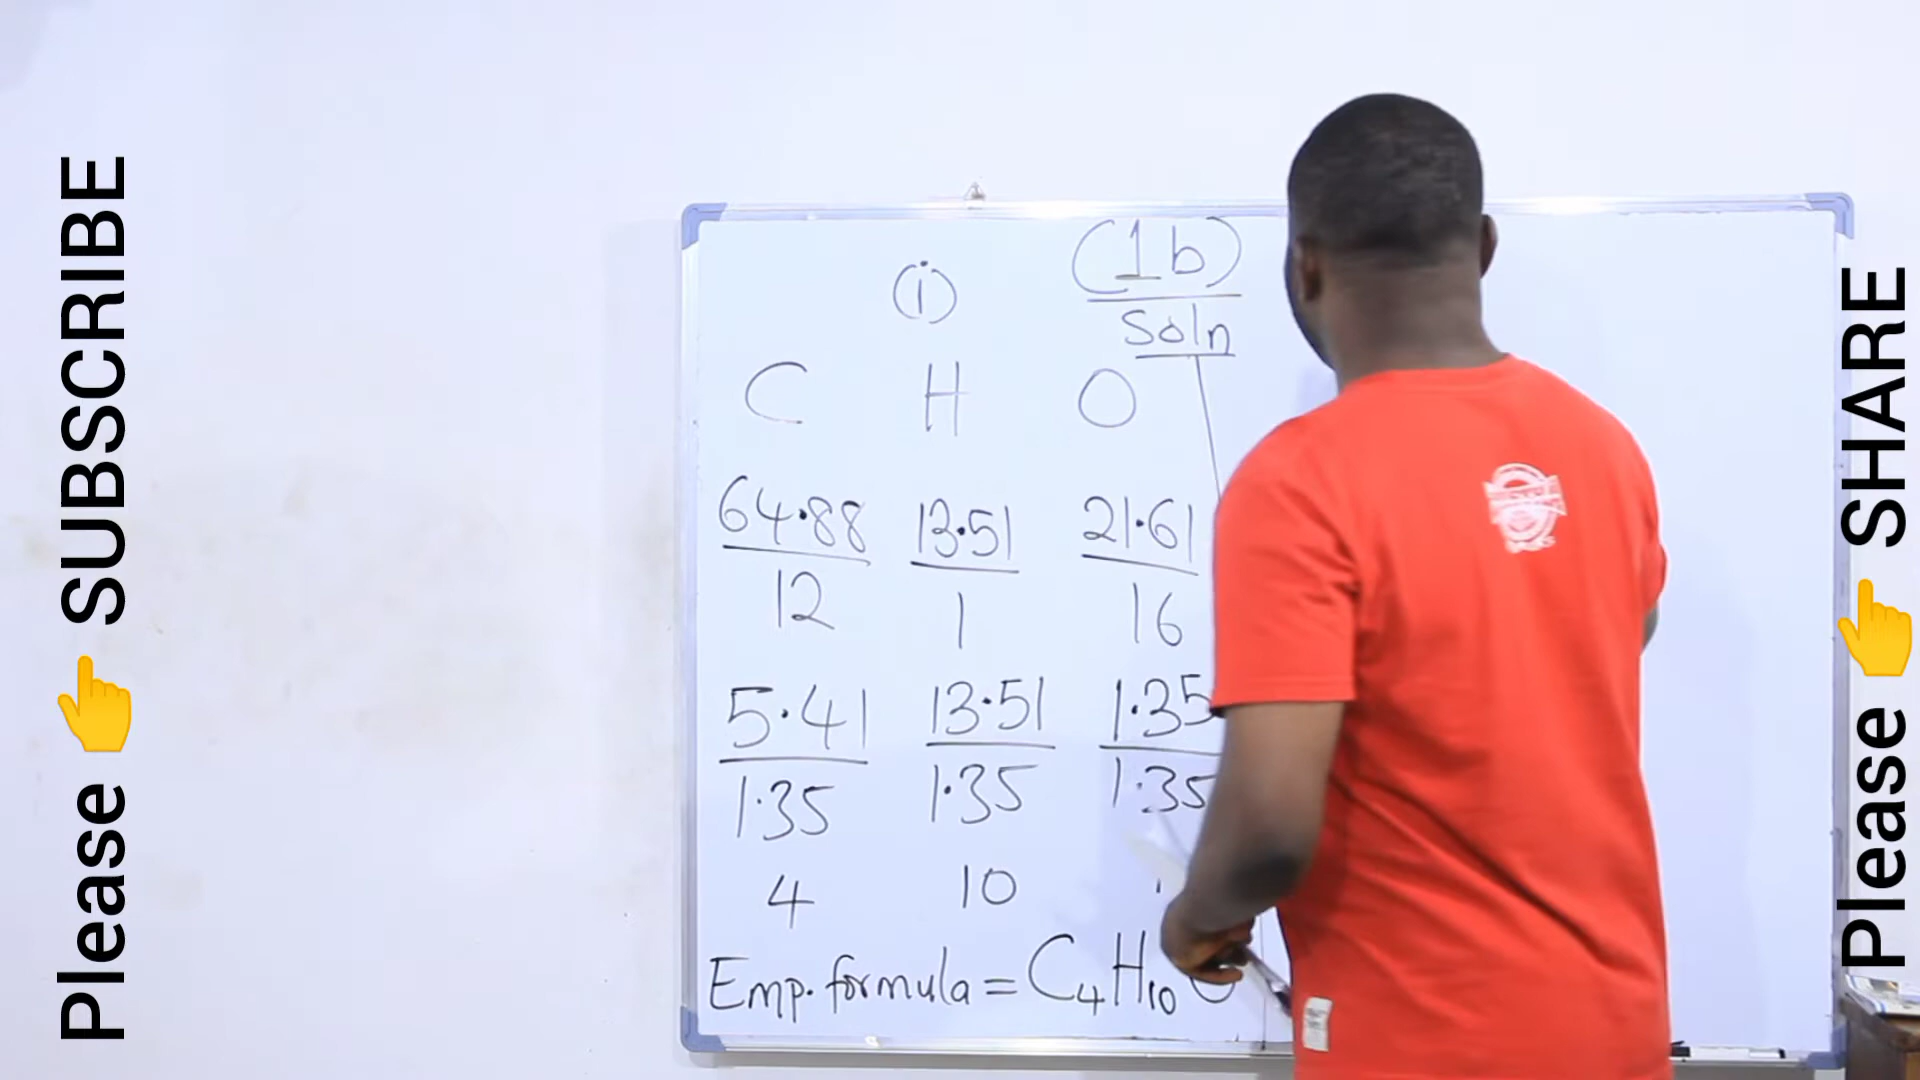 Please 👉 SUBSCRIBE
(1b)
(i)
Soln
C H O
64.88 13.51 21.61
12 1 16
5.41 13.51 1.35
1.35 1.35 1.35
4 10
Emp. formula = C₄H₁₀O
Please 👉 SHARE